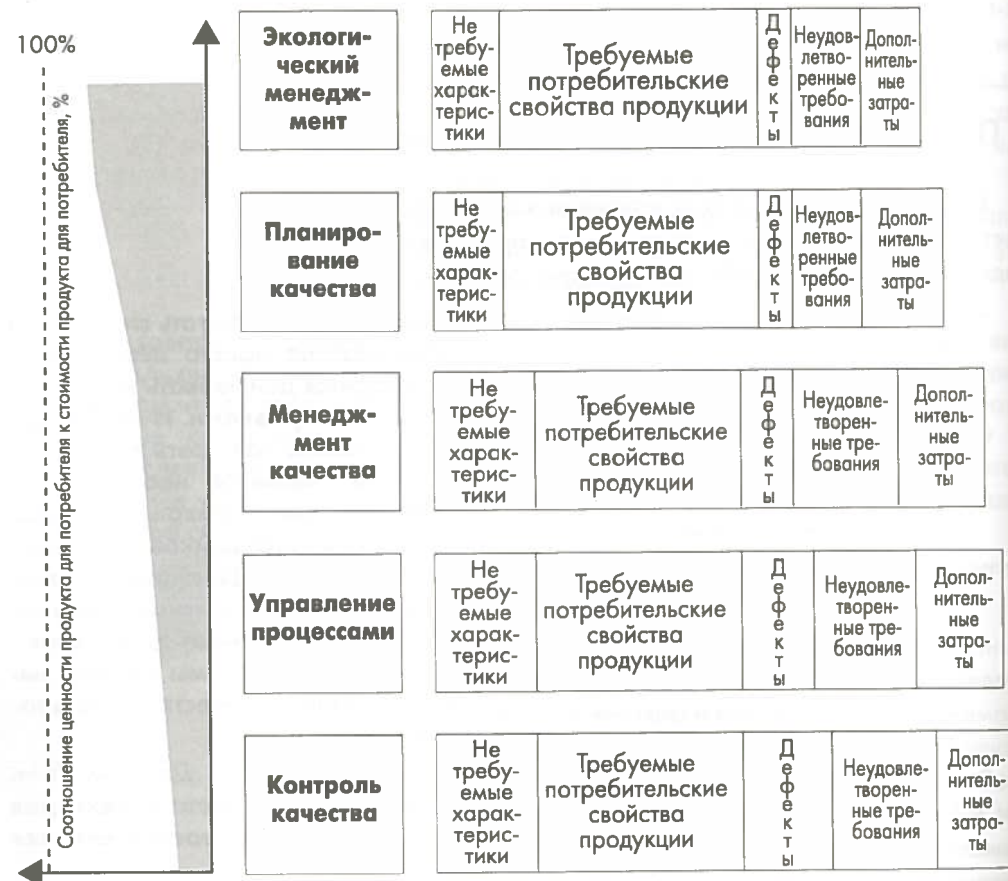 100%
Соотношение ценности продукта для потребителя к стоимости продукта для потребителя, %
Экологи-
ческий
менедж-
мент
Не
требу-
емые
харак-
терис-
тики
Требуемые
потребительские
свойства продукции
Дефекты
Неудов-
летво-
ренные
требо-
вания
Допол-
нитель-
ные
затра-
ты
Планиро-
вание
качества
Не
требу-
емые
харак-
терис-
тики
Требуемые
потребительские
свойства
продукции
Дефекты
Неудов-
летво-
ренные
требо-
вания
Допол-
нитель-
ные
затра-
ты
Менедж-
мент
качества
Не
требу-
емые
харак-
терис-
тики
Требуемые
потребительские
свойства
продукции
Дефекты
Неудовле-
творен-
ные тре-
бования
Допол-
нитель-
ные
затра-
ты
Управление
процессами
Не
требу-
емые
харак-
терис-
тики
Требуемые
потребительские
свойства
продукции
Дефекты
Неудовле-
творен-
ные тре-
бования
Допол-
нитель-
ные
затра-
ты
Контроль
качества
Не
требу-
емые
харак-
терис-
тики
Требуемые
потребительские
свойства
продукции
Дефекты
Неудовле-
творен-
ные тре-
бования
Допол-
нитель-
ные
затра-
ты